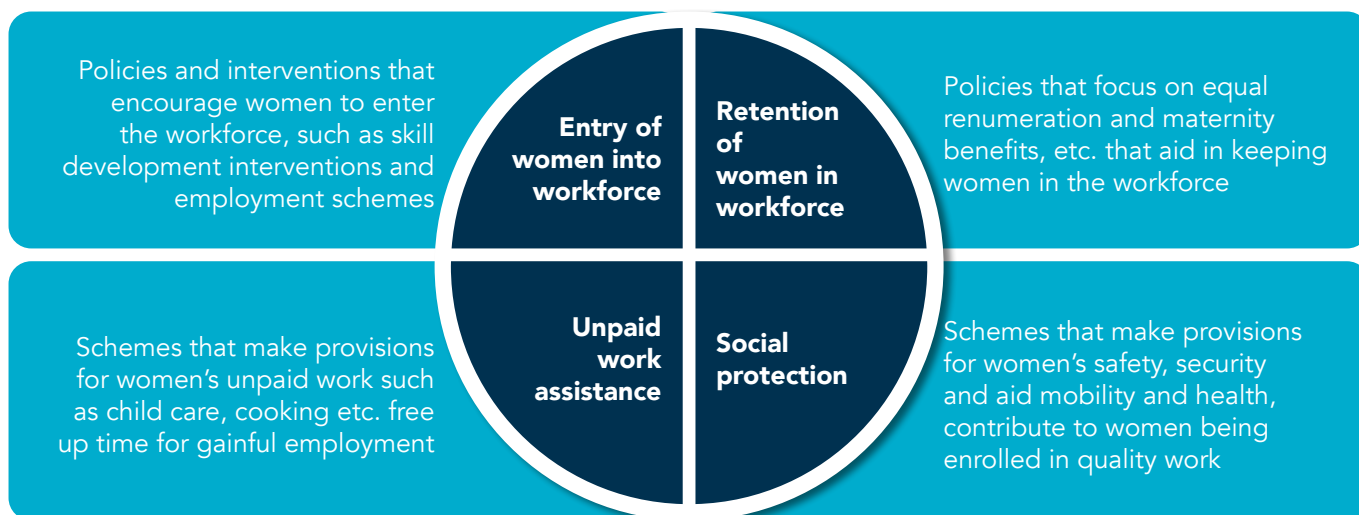 Policies and interventions that
encourage women to enter
the workforce, such as skill
development interventions and
employment schemes
Entry of
women into
workforce
Retention
of
women in
workforce
Policies that focus on equal
renumeration and maternity
benefits, etc. that aid in keeping
women in the workforce
Schemes that make provisions
for women’s unpaid work such
as child care, cooking etc. free
up time for gainful employment
Unpaid
work
assistance
Social
protection
Schemes that make provisions
for women’s safety, security
and aid mobility and health,
contribute to women being
enrolled in quality work